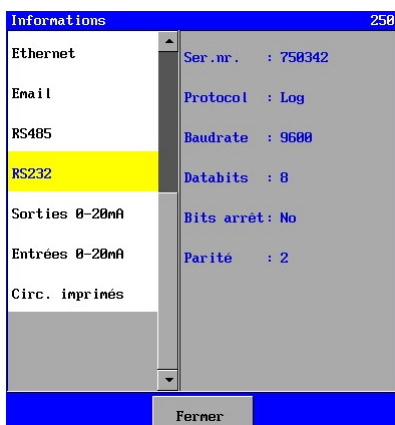 Informations 250
Ethernet
Email
RS485
RS232
Sorties 0-20mA
Entrées 0-20mA
Circ. imprimés
Ser.nr. : 750342
Protocol : Log
Baudrate : 9600
Databits : 8
Bits arrêt: No
Parité : 2
Fermer